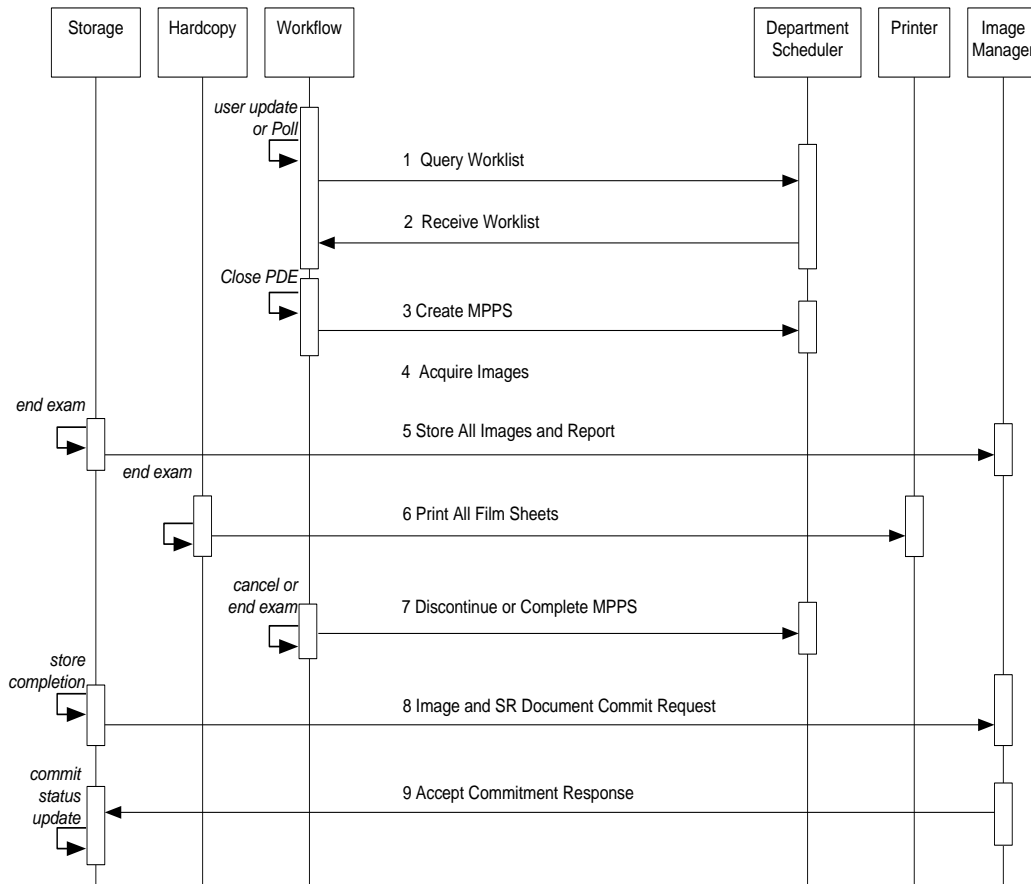 Storage
Hardcopy
Workflow
Department
Scheduler
Printer
Image
Manager
user update
or Poll
1 Query Worklist
2 Receive Worklist
Close PDE
3 Create MPPS
4 Acquire Images
end exam
5 Store All Images and Report
end exam
6 Print All Film Sheets
cancel or
end exam
7 Discontinue or Complete MPPS
store
completion
8 Image and SR Document Commit Request
commit
status
update
9 Accept Commitment Response